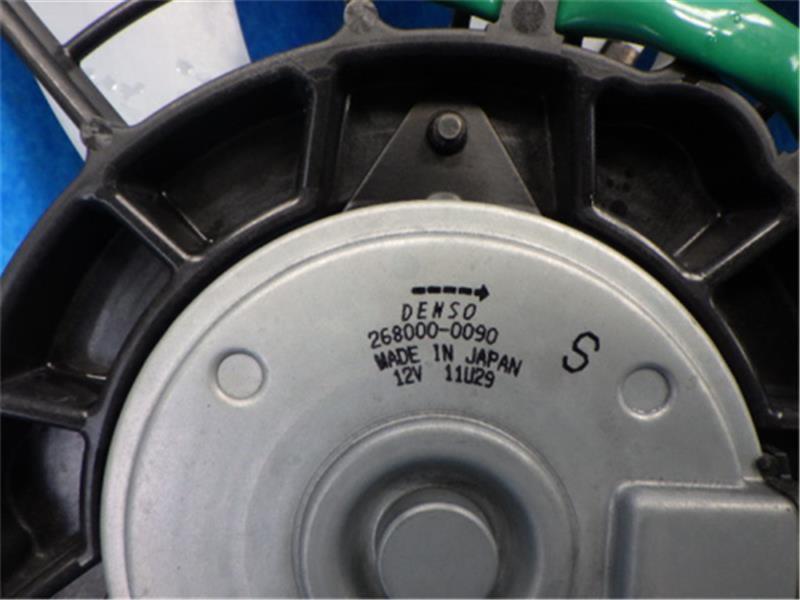 DENSO
268000-0090
MADE IN JAPAN
12V 11U29
S